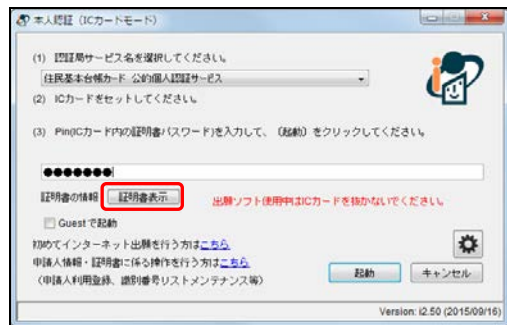 本人認証 (ICカードモード)
(1) 認証局サービス名を選択してください。
住民基本台帳カード 公的個人認証サービス
(2) ICカードをセットしてください。
(3) Pin(ICカード内の証明書パスワード)を入力して、〔起動〕をクリックしてください。
●●●●●●●
証明書の情報 証明書表示 出願ソフト使用中はICカードを抜かないでください。
Guest で起動
初めてインターネット出願を行う方はこちら
申請人情報・証明書に係る操作を行う方はこちら
(申請人利用登録、識別番号リストメンテナンス等)
起動 キャンセル
Version: i2.50 (2015/09/16)